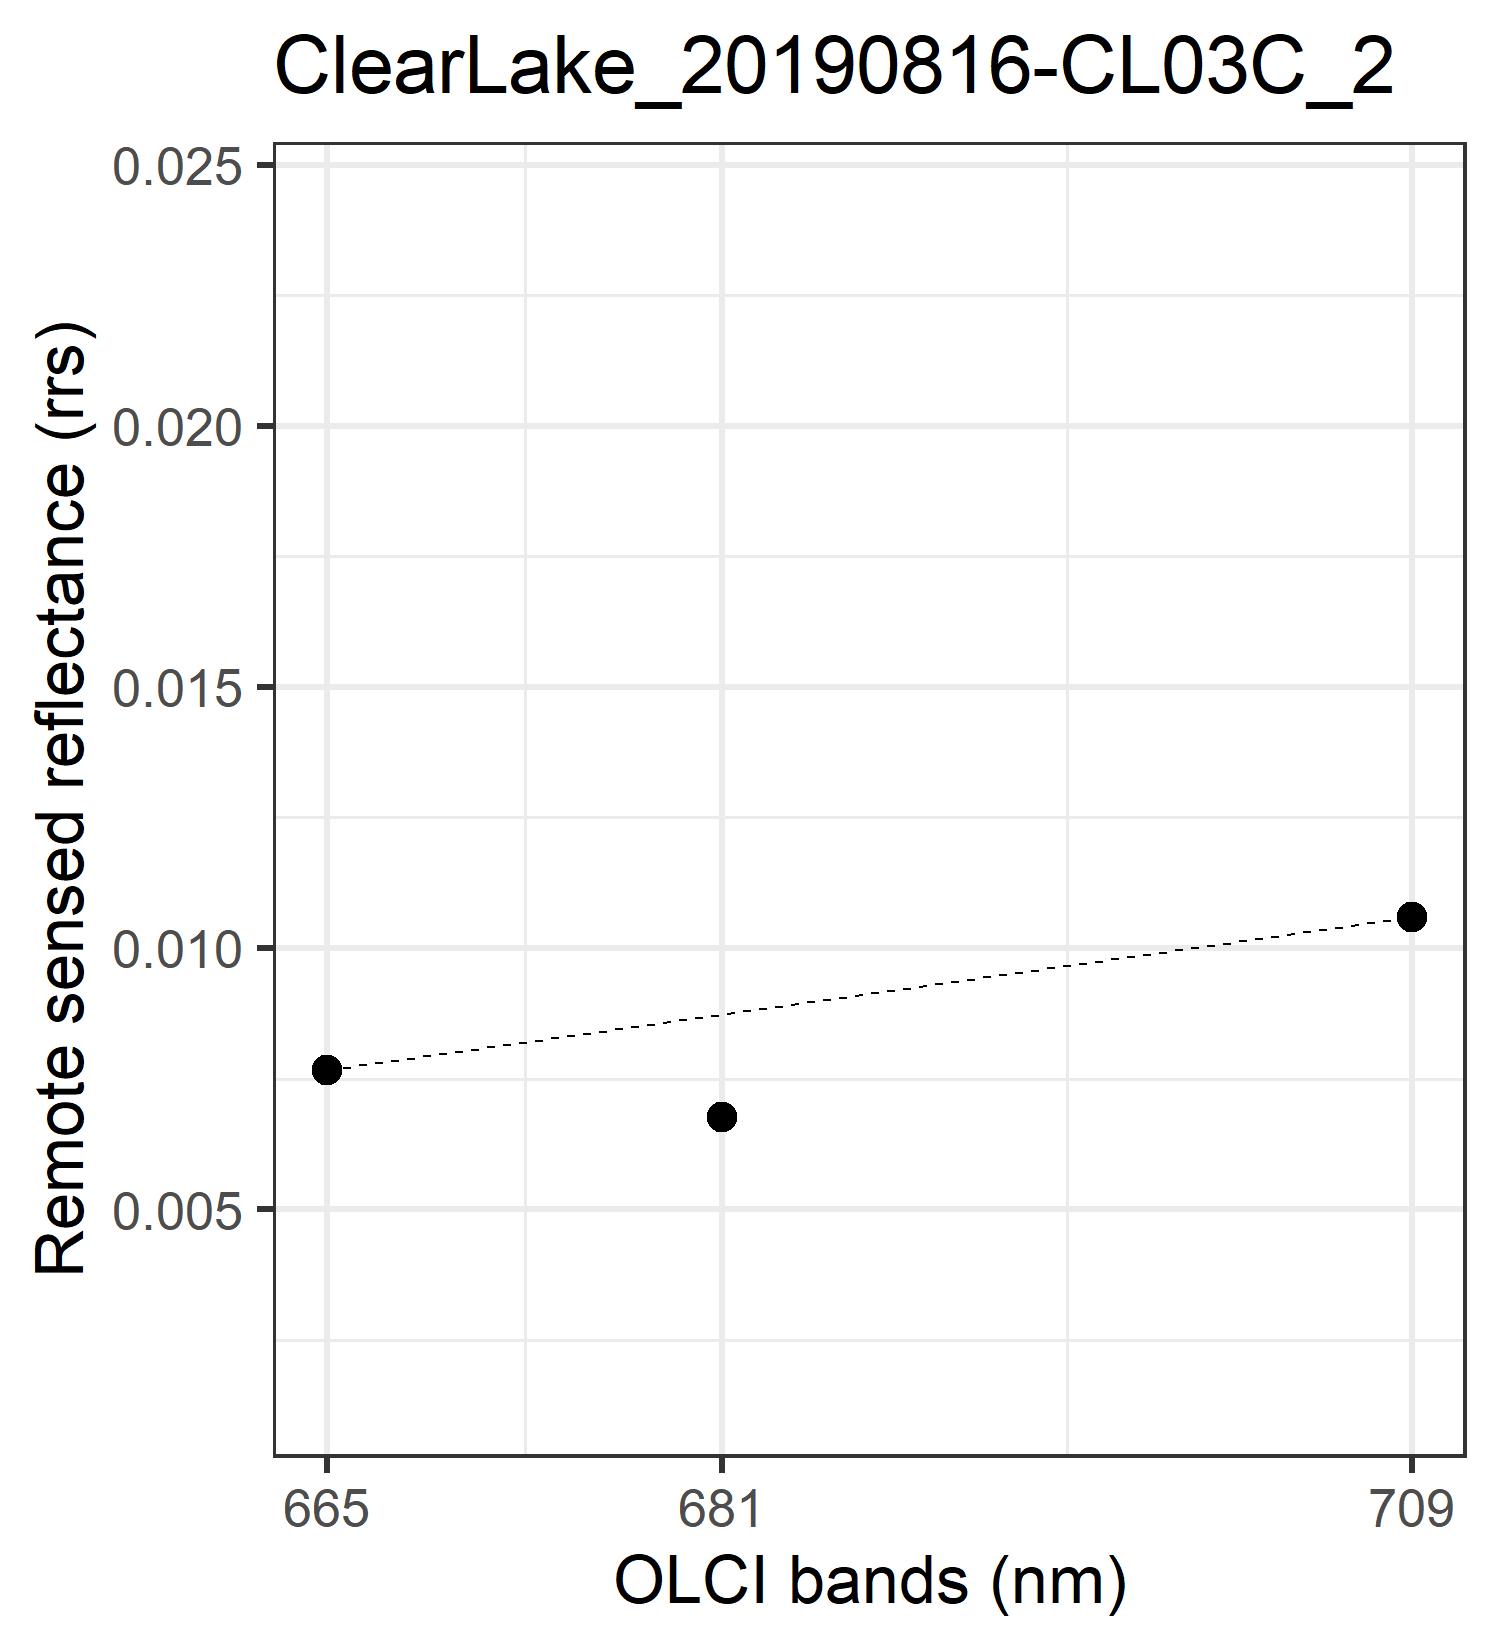 ClearLake_20190816-CL03C_2
Remote sensed reflectance (rrs)
0.025
0.020
0.015
0.010
0.005
665 681 709
OLCI bands (nm)